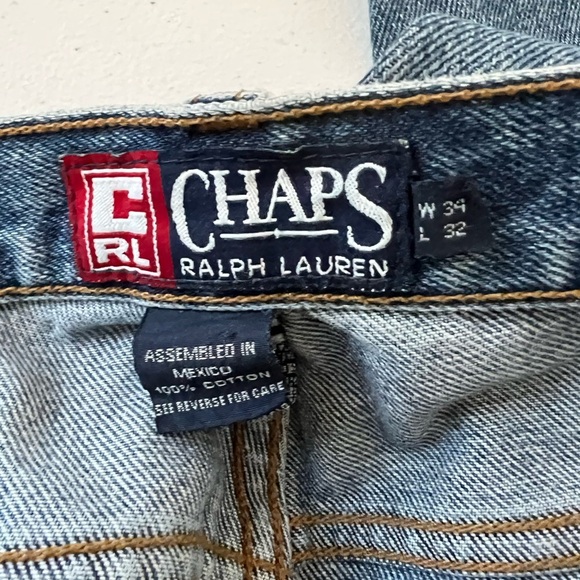 C
RL
CHAPS
RALPH LAUREN
W 34
L 32
ASSEMBLED IN
MEXICO
100% COTTON
SEE REVERSE FOR CARE